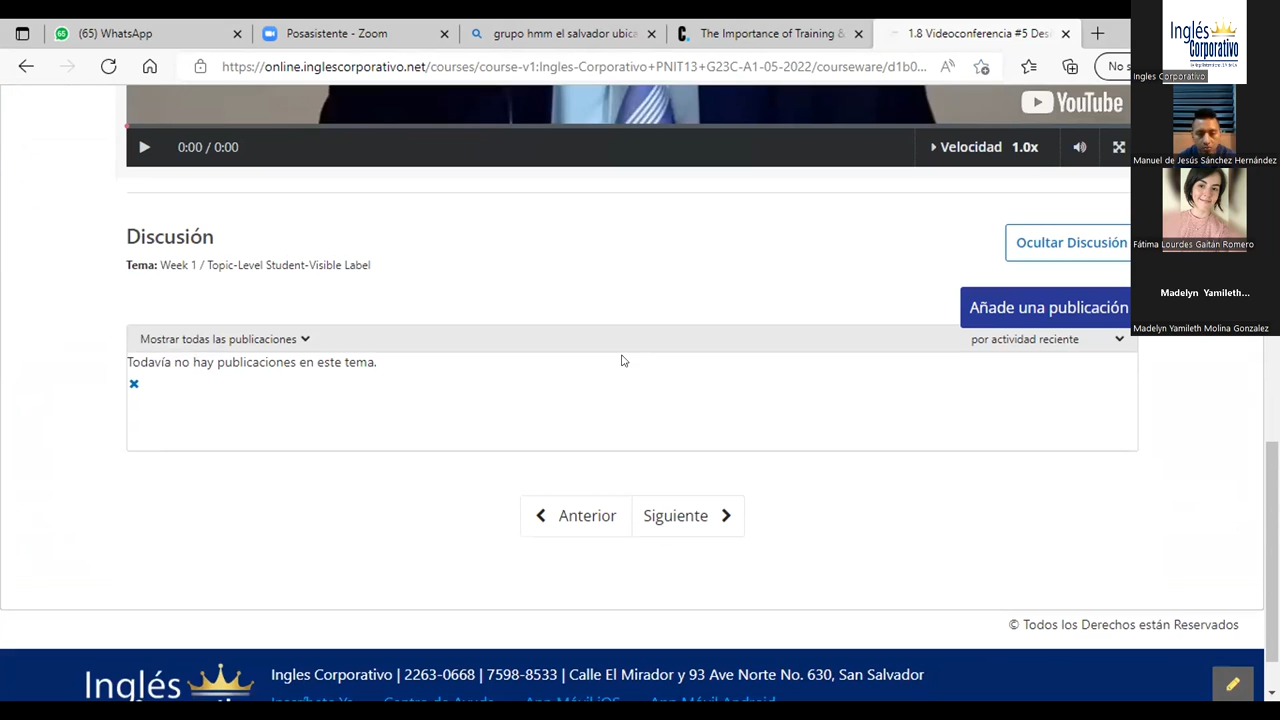 (65) WhatsApp
Posasistente - Zoom
grupo hmm el salvador ubica
The Importance of Training &
1.8 Videoconferencia #5 Desa
https://online.inglescorporativo.net/courses/course-v1:Ingles-Corporativo+PNIT13+G23C-A1-05-2022/courseware/d1b0...
No s
YouTube
0:00 / 0:00
Velocidad 1.0x
Discusión
Ocultar Discusión
Tema: Week 1 / Topic-Level Student-Visible Label
Añade una publicación
Mostrar todas las publicaciones
por actividad reciente
Todavía no hay publicaciones en este tema.
Anterior
Siguiente
© Todos los Derechos están Reservados
Inglés
Ingles Corporativo | 2263-0668 | 7598-8533 | Calle El Mirador y 93 Ave Norte No. 630, San Salvador
Inglés
Corporativo
Ingles Corporativo
Manuel de Jesús Sánchez Hernández
Fátima Lourdes Gaitán Romero
Madelyn Yamileth...
Madelyn Yamileth Molina Gonzalez